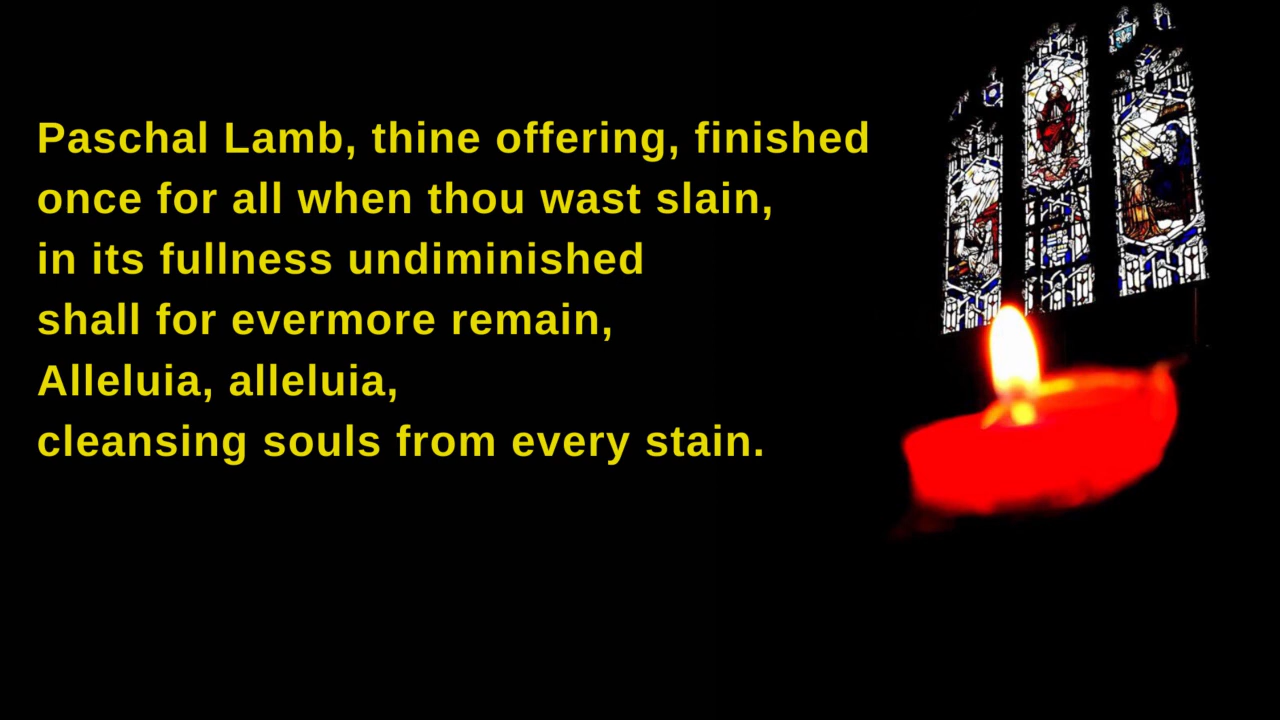 Paschal Lamb, thine offering, finished
once for all when thou wast slain,
in its fullness undiminished
shall for evermore remain,
Alleluia, alleluia,
cleansing souls from every stain.